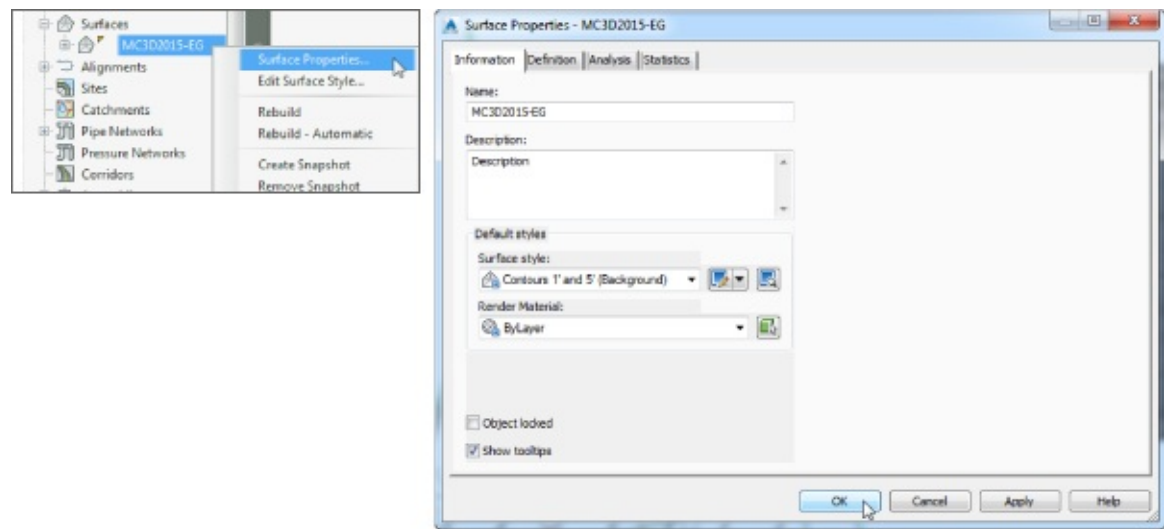 Surfaces
MC3D2015-EG
Alignments
Sites
Catchments
Pipe Networks
Pressure Networks
Corridors
Surface Properties...
Edit Surface Style...
Rebuild
Rebuild - Automatic
Create Snapshot
Remove Snapshot
Surface Properties - MC3D2015-EG
Information Definition Analysis Statistics
Name:
MC3D2015-EG
Description:
Description
Default styles
Surface style:
Contours 1' and 5' (Background)
Render Material:
ByLayer
Object locked
Show tooltips
OK Cancel Apply Help